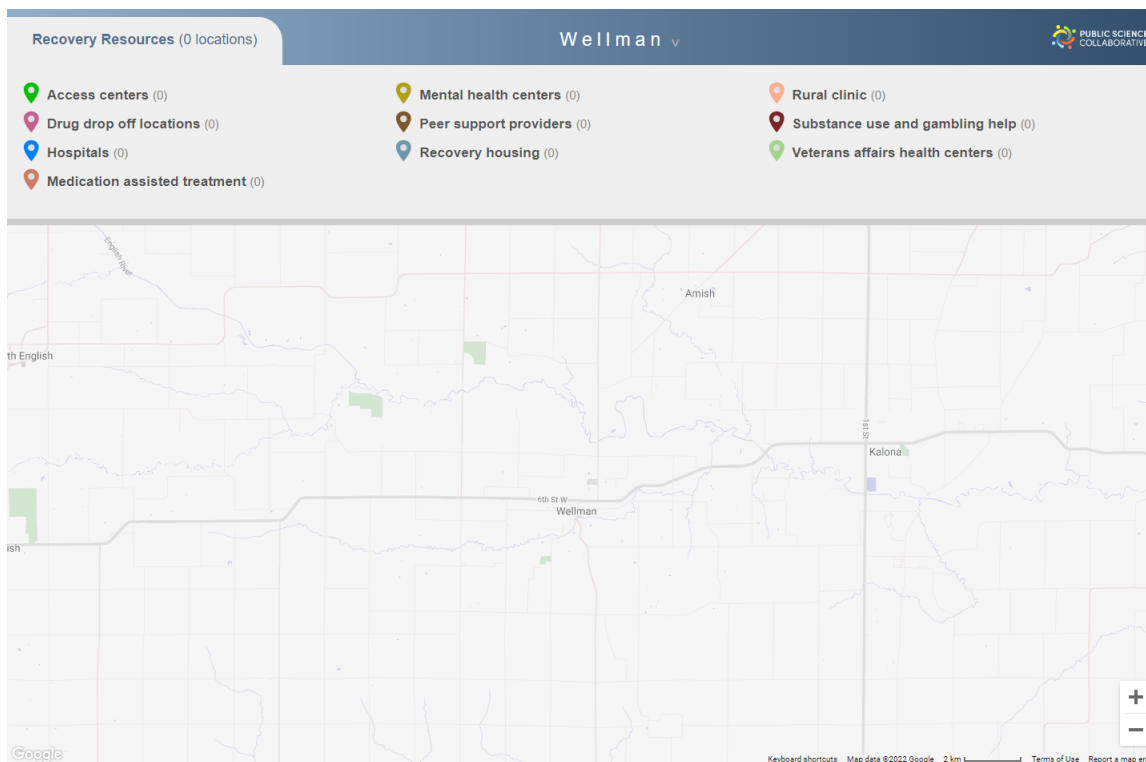 Recovery Resources (0 locations)
Wellman v
PUBLIC SCIENCE
COLLABORATIVE
Access centers (0)
Drug drop off locations (0)
Hospitals (0)
Medication assisted treatment (0)
Mental health centers (0)
Peer support providers (0)
Recovery housing (0)
Rural clinic (0)
Substance use and gambling help (0)
Veterans affairs health centers (0)
English River
Amish
th English
1st St
Kalona
6th St W
Wellman
ish
+
−
Google
Keyboard shortcuts Map data ©2022 Google 2 km Terms of Use Report a map er